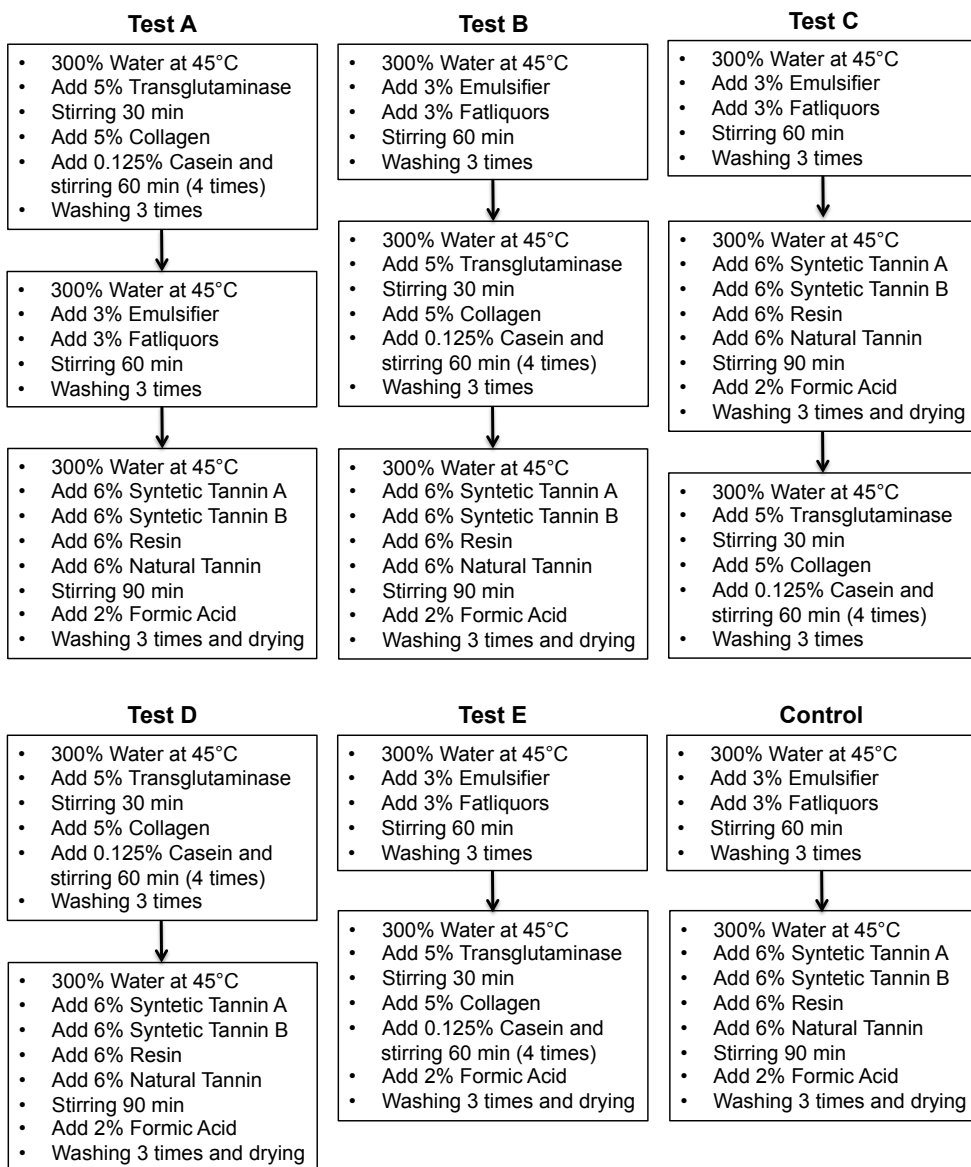 Test A
• 300% Water at 45°C
• Add 5% Transglutaminase
• Stirring 30 min
• Add 5% Collagen
• Add 0.125% Casein and
stirring 60 min (4 times)
• Washing 3 times
• 300% Water at 45°C
• Add 3% Emulsifier
• Add 3% Fatliquors
• Stirring 60 min
• Washing 3 times
• 300% Water at 45°C
• Add 6% Syntetic Tannin A
• Add 6% Syntetic Tannin B
• Add 6% Resin
• Add 6% Natural Tannin
• Stirring 90 min
• Add 2% Formic Acid
• Washing 3 times and drying
Test B
• 300% Water at 45°C
• Add 3% Emulsifier
• Add 3% Fatliquors
• Stirring 60 min
• Washing 3 times
• 300% Water at 45°C
• Add 5% Transglutaminase
• Stirring 30 min
• Add 5% Collagen
• Add 0.125% Casein and
stirring 60 min (4 times)
• Washing 3 times
• 300% Water at 45°C
• Add 6% Syntetic Tannin A
• Add 6% Syntetic Tannin B
• Add 6% Resin
• Add 6% Natural Tannin
• Stirring 90 min
• Add 2% Formic Acid
• Washing 3 times and drying
Test C
• 300% Water at 45°C
• Add 3% Emulsifier
• Add 3% Fatliquors
• Stirring 60 min
• Washing 3 times
• 300% Water at 45°C
• Add 6% Syntetic Tannin A
• Add 6% Syntetic Tannin B
• Add 6% Resin
• Add 6% Natural Tannin
• Stirring 90 min
• Add 2% Formic Acid
• Washing 3 times and drying
• 300% Water at 45°C
• Add 5% Transglutaminase
• Stirring 30 min
• Add 5% Collagen
• Add 0.125% Casein and
stirring 60 min (4 times)
• Washing 3 times
Test D
• 300% Water at 45°C
• Add 5% Transglutaminase
• Stirring 30 min
• Add 5% Collagen
• Add 0.125% Casein and
stirring 60 min (4 times)
• Washing 3 times
• 300% Water at 45°C
• Add 6% Syntetic Tannin A
• Add 6% Syntetic Tannin B
• Add 6% Resin
• Add 6% Natural Tannin
• Stirring 90 min
• Add 2% Formic Acid
• Washing 3 times and drying
Test E
• 300% Water at 45°C
• Add 3% Emulsifier
• Add 3% Fatliquors
• Stirring 60 min
• Washing 3 times
• 300% Water at 45°C
• Add 5% Transglutaminase
• Stirring 30 min
• Add 5% Collagen
• Add 0.125% Casein and
stirring 60 min (4 times)
• Add 2% Formic Acid
• Washing 3 times and drying
Control
• 300% Water at 45°C
• Add 3% Emulsifier
• Add 3% Fatliquors
• Stirring 60 min
• Washing 3 times
• 300% Water at 45°C
• Add 6% Syntetic Tannin A
• Add 6% Syntetic Tannin B
• Add 6% Resin
• Add 6% Natural Tannin
• Stirring 90 min
• Add 2% Formic Acid
• Washing 3 times and drying